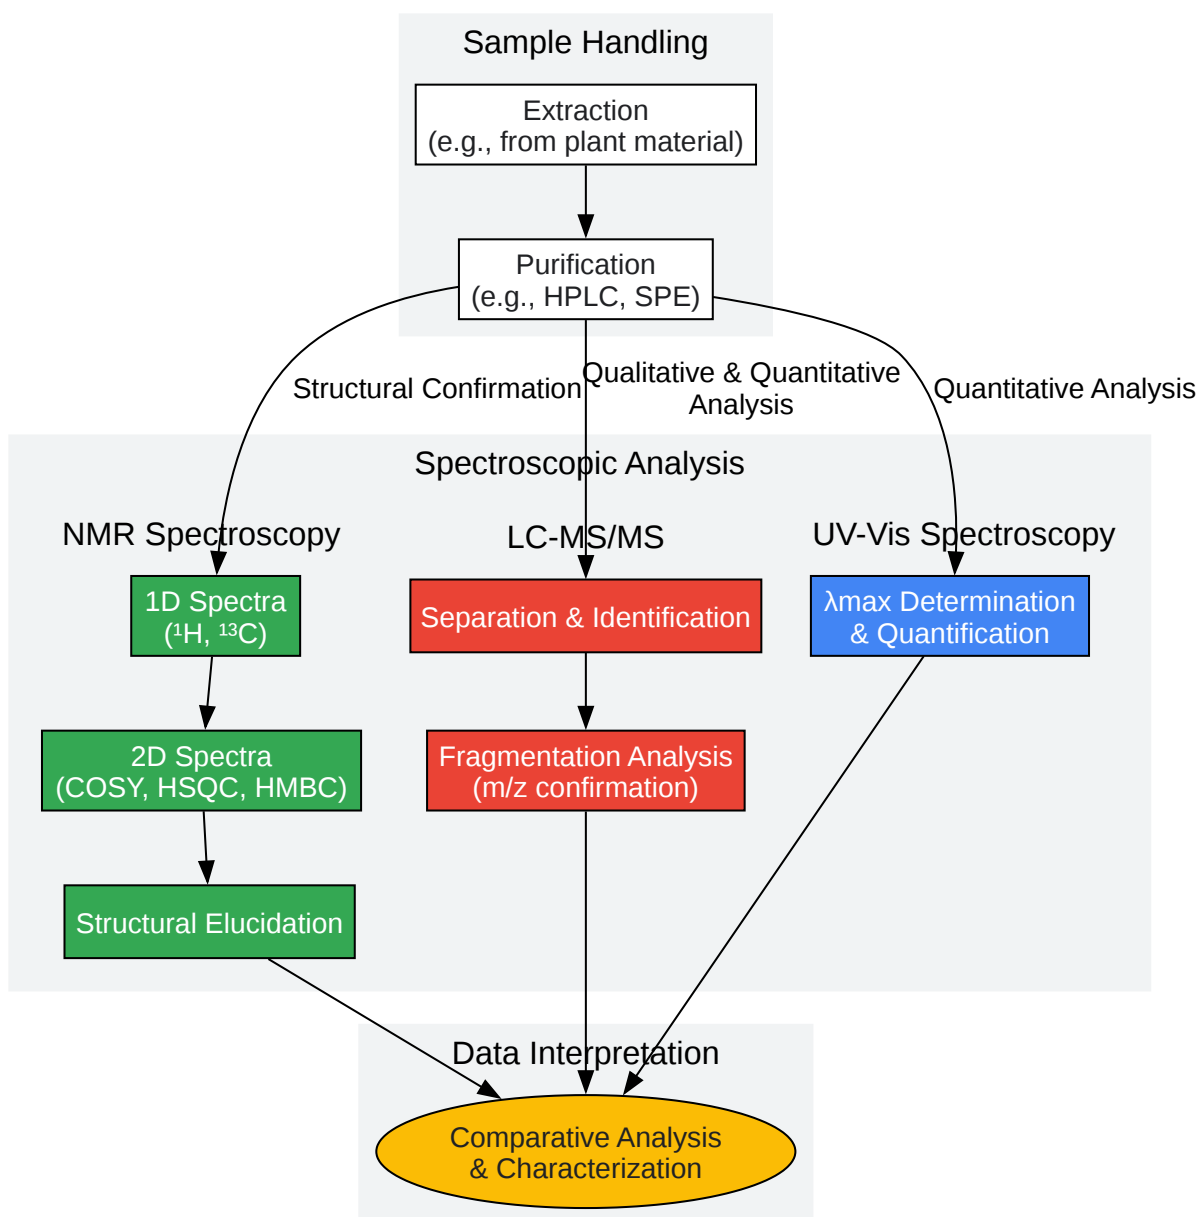 Sample Handling
Extraction
(e.g., from plant material)
Purification
(e.g., HPLC, SPE)
Structural Confirmation
Qualitative & Quantitative
Analysis
Quantitative Analysis
Spectroscopic Analysis
NMR Spectroscopy
LC-MS/MS
UV-Vis Spectroscopy
1D Spectra
(¹H, ¹³C)
Separation & Identification
λmax Determination
& Quantification
2D Spectra
(COSY, HSQC, HMBC)
Fragmentation Analysis
(m/z confirmation)
Structural Elucidation
Data Interpretation
Comparative Analysis
& Characterization